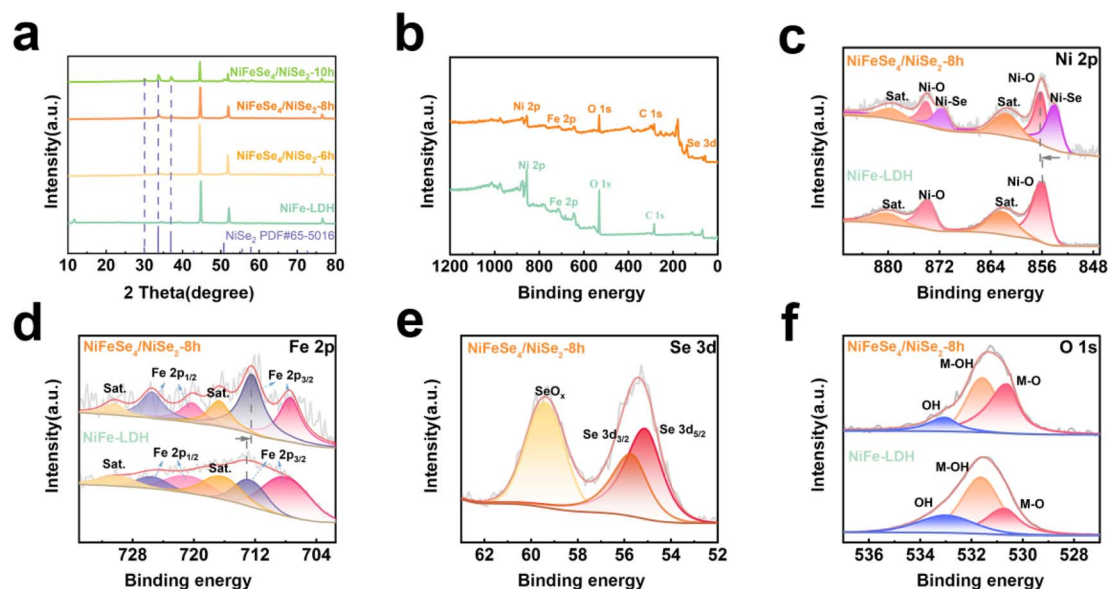 a
Intensity(a.u.)
NiFeSe₄/NiSe₂-10h
NiFeSe₄/NiSe₂-8h
NiFeSe₄/NiSe₂-6h
NiFe-LDH
NiSe₂ PDF#65-5016
10 20 30 40 50 60 70 80
2 Theta(degree)
b
Intensity(a.u.)
Ni 2p
Fe 2p
O 1s
C 1s
Se 3d
Ni 2p
Fe 2p
O 1s
C 1s
1200 1000 800 600 400 200 0
Binding energy
c
Intensity(a.u.)
NiFeSe₄/NiSe₂-8h
Ni 2p
Sat.
Ni-O
Ni-Se
Sat.
Ni-O
Ni-Se
NiFe-LDH
Sat.
Ni-O
Sat.
Ni-O
880 872 864 856 848
Binding energy
d
Intensity(a.u.)
NiFeSe₄/NiSe₂-8h
Fe 2p
Sat.
Fe 2p₁/₂
Sat.
Fe 2p₃/₂
NiFe-LDH
Sat.
Fe 2p₁/₂
Sat.
Fe 2p₃/₂
728 720 712 704
Binding energy
e
Intensity(a.u.)
NiFeSe₄/NiSe₂-8h
Se 3d
SeOₓ
Se 3d₃/₂
Se 3d₅/₂
62 60 58 56 54 52
Binding energy
f
Intensity(a.u.)
NiFeSe₄/NiSe₂-8h
O 1s
M-OH
M-O
OH
NiFe-LDH
M-OH
OH
M-O
536 534 532 530 528
Binding energy